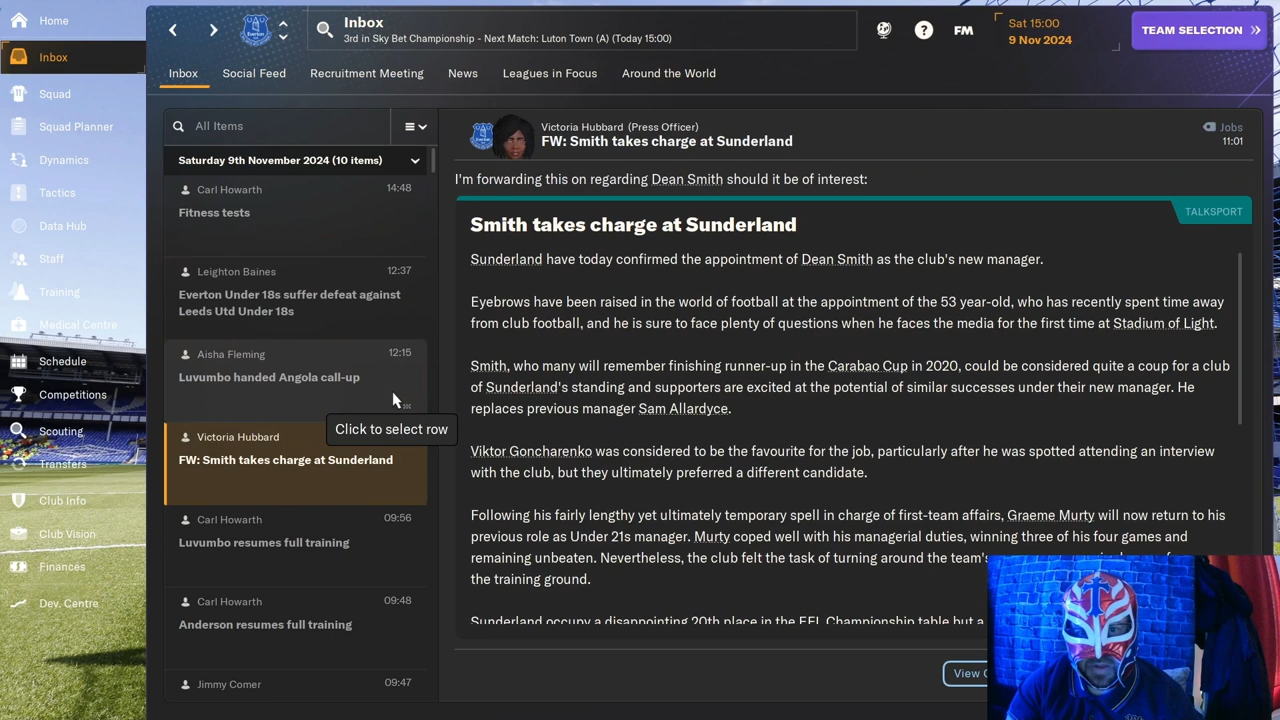 Home
Inbox
Squad
Squad Planner
Dynamics
Tactics
Data Hub
Staff
Training
Medical Centre
Schedule
Competitions
Scouting
Transfers
Club Info
Club Vision
Finances
Dev. Centre
Everton
Inbox
3rd in Sky Bet Championship - Next Match: Luton Town (A) (Today 15:00)
?
FM
Sat 15:00
9 Nov 2024
TEAM SELECTION
Inbox
Social Feed
Recruitment Meeting
News
Leagues in Focus
Around the World
All Items
Saturday 9th November 2024 (10 items)
Carl Howarth 14:48
Fitness tests
Leighton Baines 12:37
Everton Under 18s suffer defeat against
Leeds Utd Under 18s
Aisha Fleming 12:15
Luvumbo handed Angola call-up
Click to select row
Victoria Hubbard
FW: Smith takes charge at Sunderland
Carl Howarth 09:56
Luvumbo resumes full training
Carl Howarth 09:48
Anderson resumes full training
Jimmy Comer 09:47
Victoria Hubbard (Press Officer)
FW: Smith takes charge at Sunderland
Jobs
11:01
I'm forwarding this on regarding Dean Smith should it be of interest:
TALKSPORT
Smith takes charge at Sunderland
Sunderland have today confirmed the appointment of Dean Smith as the club's new manager.
Eyebrows have been raised in the world of football at the appointment of the 53 year-old, who has recently spent time away
from club football, and he is sure to face plenty of questions when he faces the media for the first time at Stadium of Light.
Smith, who many will remember finishing runner-up in the Carabao Cup in 2020, could be considered quite a coup for a club
of Sunderland's standing and supporters are excited at the potential of similar successes under their new manager. He
replaces previous manager Sam Allardyce.
Viktor Goncharenko was considered to be the favourite for the job, particularly after he was spotted attending an interview
with the club, but they ultimately preferred a different candidate.
Following his fairly lengthy yet ultimately temporary spell in charge of first-team affairs, Graeme Murty will now return to his
previous role as Under 21s manager. Murty coped well with his managerial duties, winning three of his four games and
remaining unbeaten. Nevertheless, the club felt the task of turning around the team's
the training ground.
Sunderland occupy a disappointing 20th place in the EFL Championship table but a
View